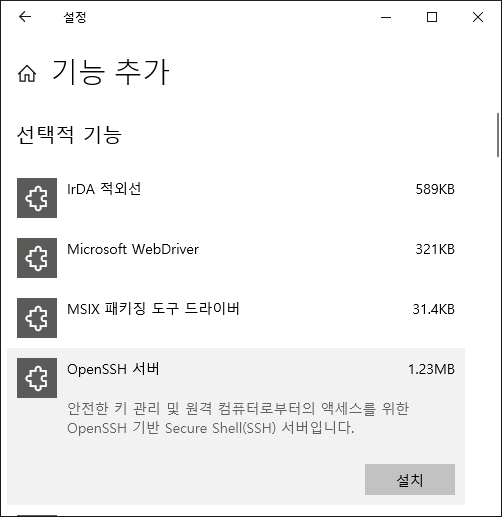 설정
기능 추가
선택적 기능
IrDA 적외선 589KB
Microsoft WebDriver 321KB
MSIX 패키징 도구 드라이버 31.4KB
OpenSSH 서버 1.23MB
안전한 키 관리 및 원격 컴퓨터로부터의 액세스를 위한
OpenSSH 기반 Secure Shell(SSH) 서버입니다.
설치